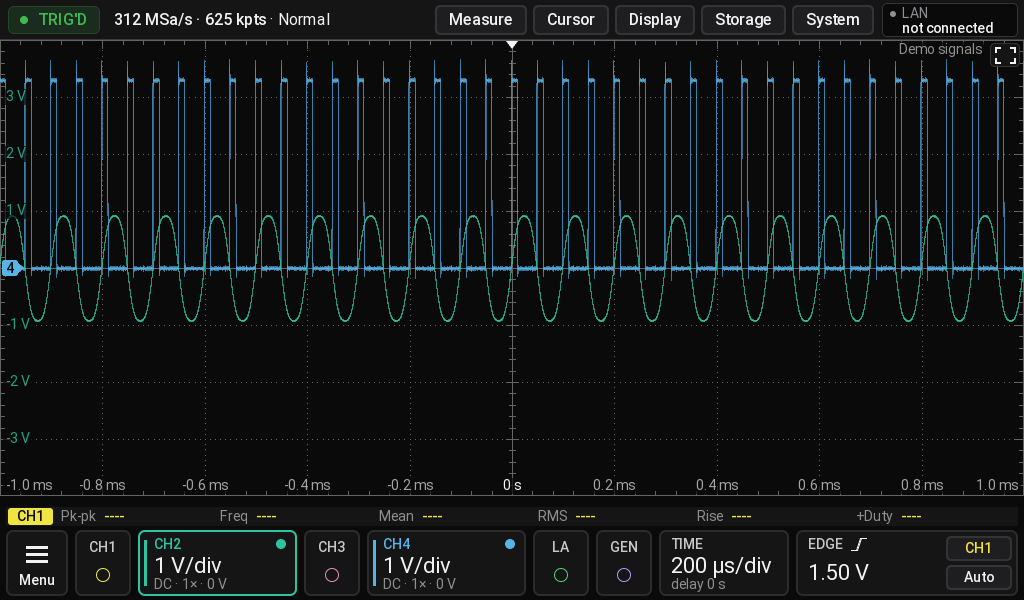 TRIG'D 312 MSa/s · 625 kpts · Normal Measure Cursor Display Storage System LAN
not connected
Demo signals
3 V
2 V
1 V
4
-1 V
-2 V
-3 V
-1.0 ms -0.8 ms -0.6 ms -0.4 ms -0.2 ms 0 s 0.2 ms 0.4 ms 0.6 ms 0.8 ms 1.0 ms
CH1 Pk-pk ---- Freq ---- Mean ---- RMS ---- Rise ---- +Duty ----
Menu
CH1
CH2
1 V/div
DC · 1× · 0 V
CH3
CH4
1 V/div
DC · 1× · 0 V
LA
GEN
TIME
200 µs/div
delay 0 s
EDGE
1.50 V
CH1
Auto